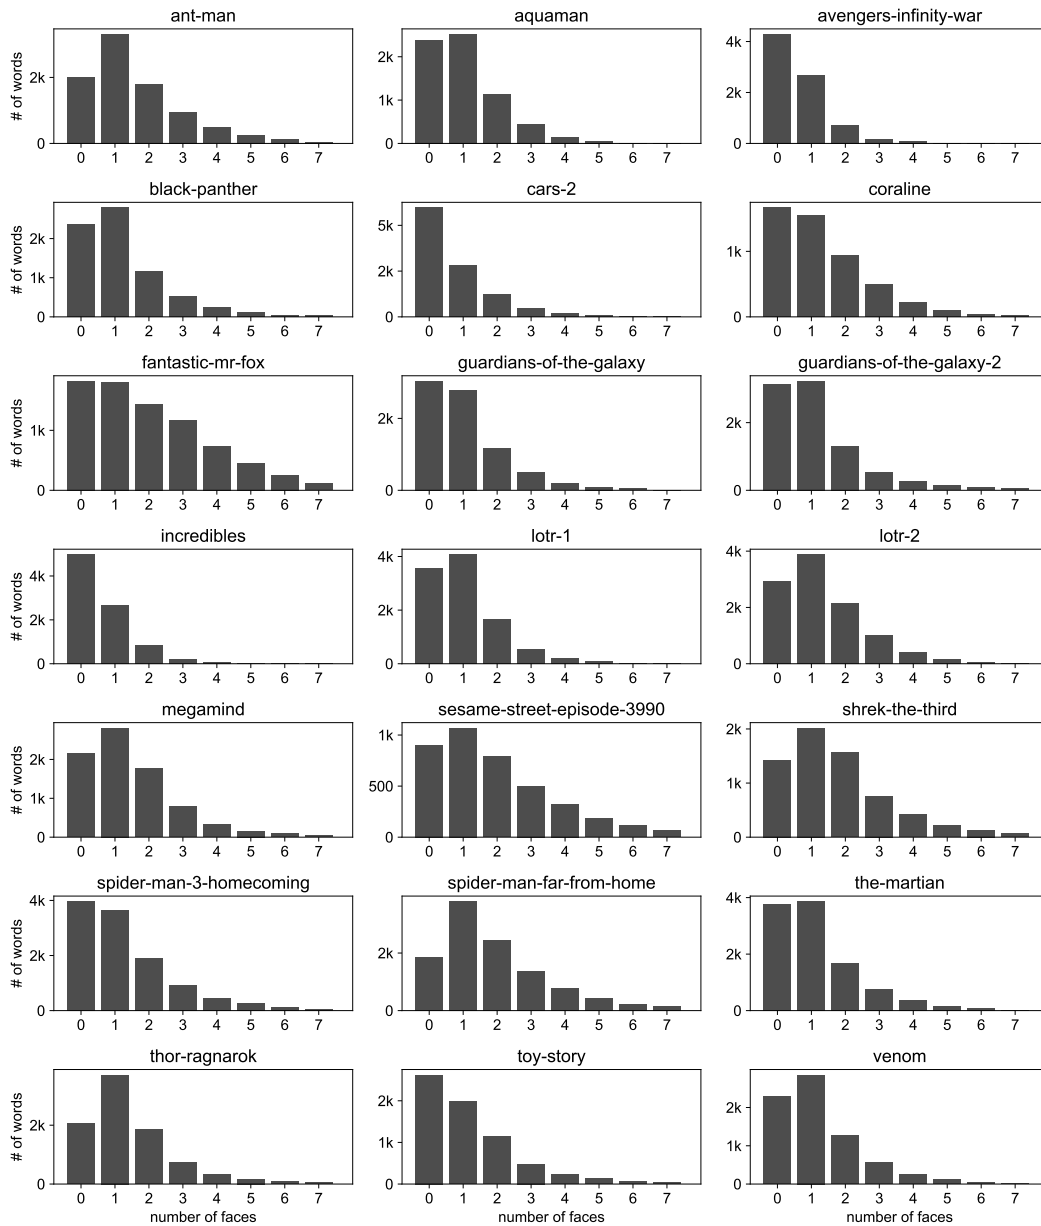 ant-man
# of words
2k
0
0 1 2 3 4 5 6 7
aquaman
2k
1k
0
0 1 2 3 4 5 6 7
avengers-infinity-war
4k
2k
0
0 1 2 3 4 5 6 7
black-panther
# of words
2k
1k
0
0 1 2 3 4 5 6 7
cars-2
5k
2k
0
0 1 2 3 4 5 6 7
coraline
1k
0
0 1 2 3 4 5 6 7
fantastic-mr-fox
# of words
1k
0
0 1 2 3 4 5 6 7
guardians-of-the-galaxy
2k
0
0 1 2 3 4 5 6 7
guardians-of-the-galaxy-2
2k
0
0 1 2 3 4 5 6 7
incredibles
# of words
4k
2k
0
0 1 2 3 4 5 6 7
lotr-1
4k
2k
0
0 1 2 3 4 5 6 7
lotr-2
4k
2k
0
0 1 2 3 4 5 6 7
megamind
# of words
2k
1k
0
0 1 2 3 4 5 6 7
sesame-street-episode-3990
1k
500
0
0 1 2 3 4 5 6 7
shrek-the-third
2k
1k
0
0 1 2 3 4 5 6 7
spider-man-3-homecoming
# of words
4k
2k
0
0 1 2 3 4 5 6 7
spider-man-far-from-home
2k
0
0 1 2 3 4 5 6 7
the-martian
4k
2k
0
0 1 2 3 4 5 6 7
thor-ragnarok
# of words
2k
0
0 1 2 3 4 5 6 7
number of faces
toy-story
2k
1k
0
0 1 2 3 4 5 6 7
number of faces
venom
2k
1k
0
0 1 2 3 4 5 6 7
number of faces